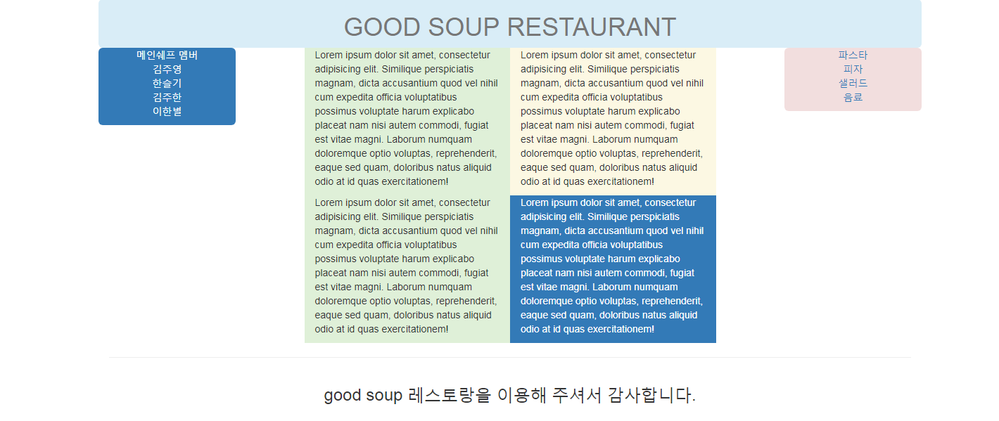 GOOD SOUP RESTAURANT
메인쉐프 멤버
김주영
한슬기
김주한
이한별
Lorem ipsum dolor sit amet, consectetur
adipisicing elit. Similique perspiciatis
magnam, dicta accusantium quod vel nihil
cum expedita officia voluptatibus
possimus voluptate harum explicabo
placeat nam nisi autem commodi, fugiat
est vitae magni. Laborum numquam
doloremque optio voluptas, reprehenderit,
eaque sed quam, doloribus natus aliquid
odio at id quas exercitationem!
Lorem ipsum dolor sit amet, consectetur
adipisicing elit. Similique perspiciatis
magnam, dicta accusantium quod vel nihil
cum expedita officia voluptatibus
possimus voluptate harum explicabo
placeat nam nisi autem commodi, fugiat
est vitae magni. Laborum numquam
doloremque optio voluptas, reprehenderit,
eaque sed quam, doloribus natus aliquid
odio at id quas exercitationem!
파스타
피자
샐러드
음료
Lorem ipsum dolor sit amet, consectetur
adipisicing elit. Similique perspiciatis
magnam, dicta accusantium quod vel nihil
cum expedita officia voluptatibus
possimus voluptate harum explicabo
placeat nam nisi autem commodi, fugiat
est vitae magni. Laborum numquam
doloremque optio voluptas, reprehenderit,
eaque sed quam, doloribus natus aliquid
odio at id quas exercitationem!
Lorem ipsum dolor sit amet, consectetur
adipisicing elit. Similique perspiciatis
magnam, dicta accusantium quod vel nihil
cum expedita officia voluptatibus
possimus voluptate harum explicabo
placeat nam nisi autem commodi, fugiat
est vitae magni. Laborum numquam
doloremque optio voluptas, reprehenderit,
eaque sed quam, doloribus natus aliquid
odio at id quas exercitationem!
good soup 레스토랑을 이용해 주셔서 감사합니다.